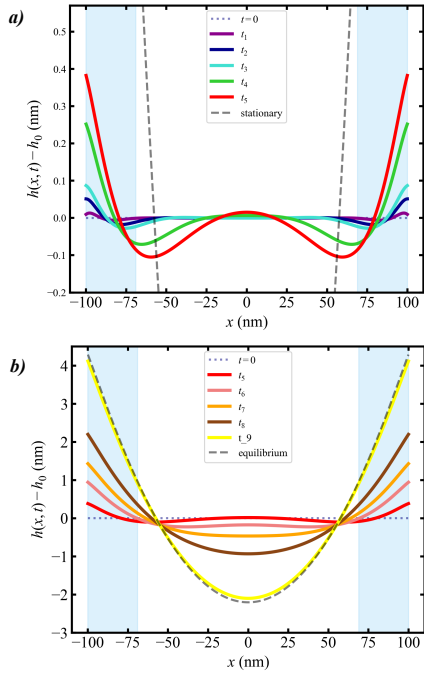 a)
t=0
t₁
t₂
t₃
t₄
t₅
stationary
h(x, t) − h₀ (nm)
0.5
0.4
0.3
0.2
0.1
0.0
−0.1
−0.2
−100 −75 −50 −25 0 25 50 75 100
x (nm)
b)
t=0
t₅
t₆
t₇
t₈
t_9
equilibrium
h(x, t) − h₀ (nm)
4
3
2
1
0
−1
−2
−3
−100 −75 −50 −25 0 25 50 75 100
x (nm)